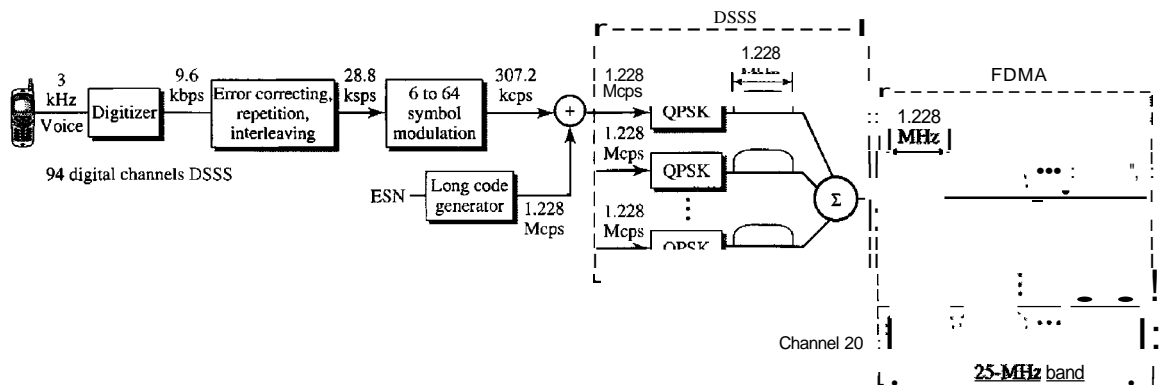 DSSS
FDMA
3
kHz
Voice
Digitizer
9.6
kbps
Error correcting,
repetition,
interleaving
28.8
ksps
6 to 64
symbol
modulation
307.2
kcps
+
94 digital channels DSSS
ESN
Long code
generator
1.228
Mcps
1.228
Mcps
QPSK
1.228
1.228
Mcps
QPSK
1.228
Mcps
QPSK
Σ
1.228
MHz
Channel 20
25-MHz band